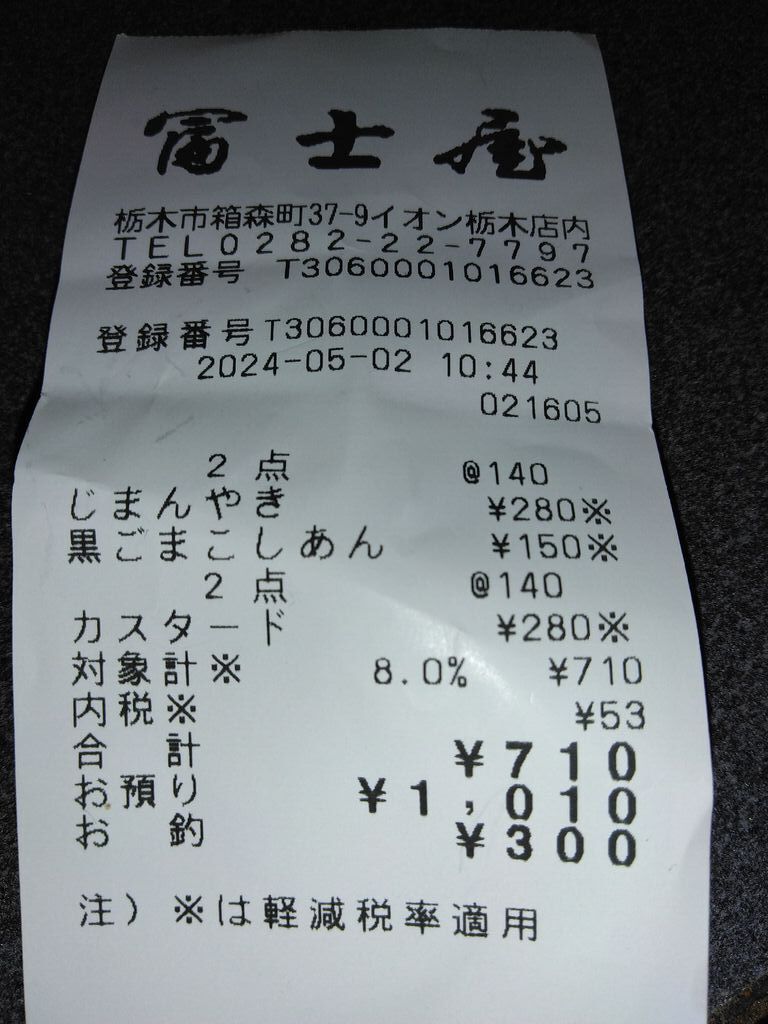 冨士屋
栃木市箱森町37-9イオン栃木店内
TEL0282-22-7797
登録番号 T3060001016623
登録番号T3060001016623
2024-05-02 10:44
021605
2点 @140
じまんやき ¥280※
黒ごまこしあん ¥150※
2点 @140
カスタード ¥280※
対象計※ 8.0% ¥710
内税※ ¥53
合計 ¥710
お預り ¥1,010
お釣 ¥300
注）※は軽減税率適用